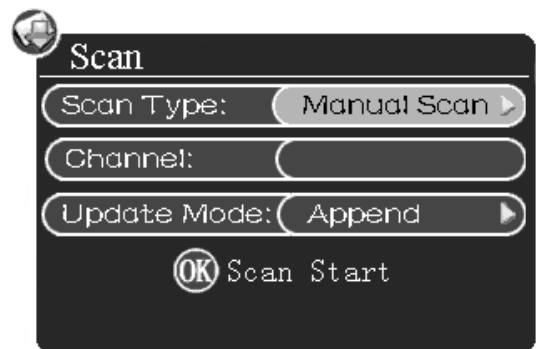 Scan
Scan Type: Manual Scan
Channel:
Update Mode: Append
OK Scan Start